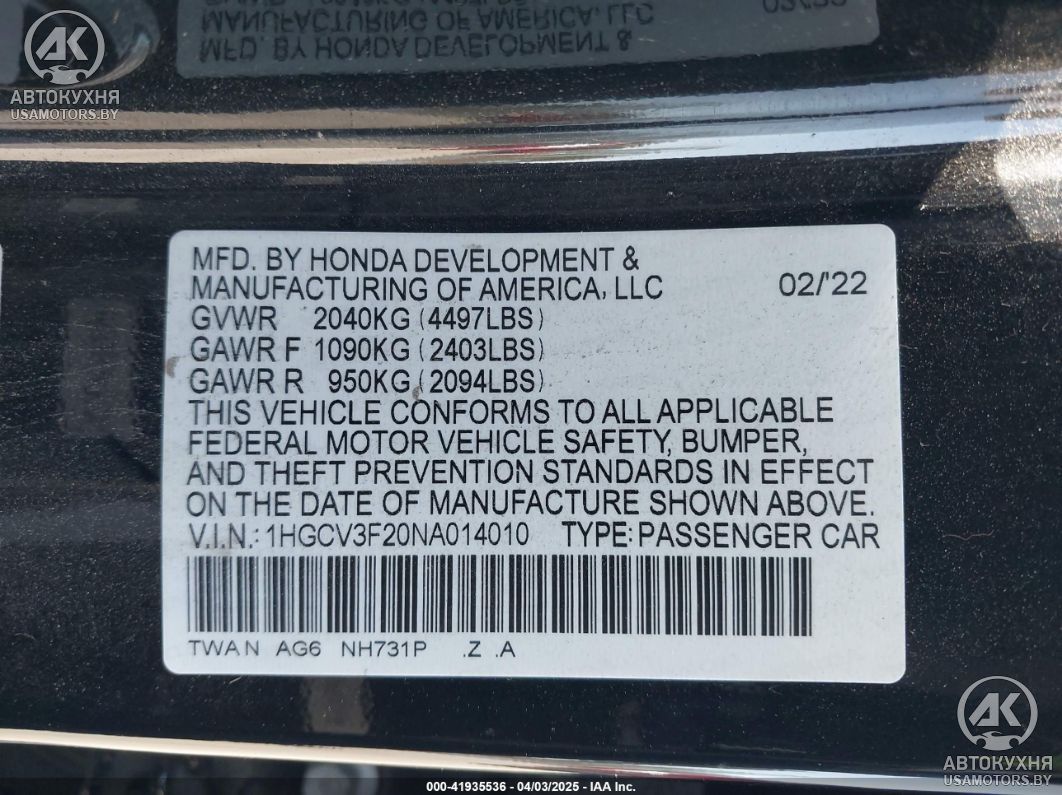 MANUFACTURING OF AMERICA, LLC
MFD. BY HONDA DEVELOPMENT &
АВТОКУХНЯ
USAMOTORS.BY
MFD. BY HONDA DEVELOPMENT &
MANUFACTURING OF AMERICA, LLC 02/'22
GVWR 2040KG (4497LBS)
GAWR F 1090KG (2403LBS)
GAWR R 950KG (2094LBS)
THIS VEHICLE CONFORMS TO ALL APPLICABLE
FEDERAL MOTOR VEHICLE SAFETY, BUMPER,
AND THEFT PREVENTION STANDARDS IN EFFECT
ON THE DATE OF MANUFACTURE SHOWN ABOVE.
V.I.N.: 1HGCV3F20NA014010 TYPE: PASSENGER CAR
TWAN AG6 NH731P .Z .A
АВТОКУХНЯ
USAMOTORS.BY
000-41935536 - 04/03/2025 - IAA Inc.